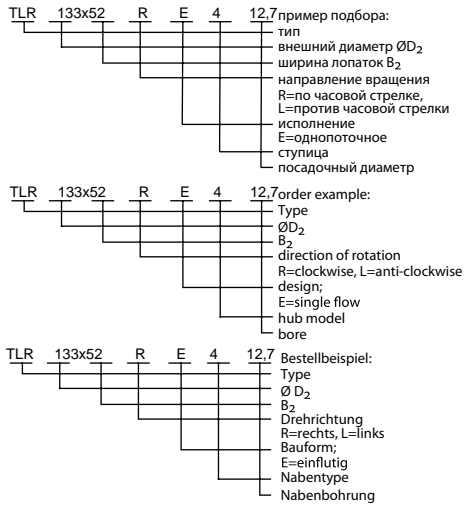 TLR 133x52 R E 4 12,7 пример подбора:
тип
внешний диаметр ØD₂
ширина лопаток B₂
направление вращения
R=по часовой стрелке,
L=против часовой стрелки
исполнение
E=однопоточное
ступица
посадочный диаметр
TLR 133x52 R E 4 12,7 order example:
Type
ØD₂
B₂
direction of rotation
R=clockwise, L=anti-clockwise
design;
E=single flow
hub model
bore
TLR 133x52 R E 4 12,7 Bestellbeispiel:
Type
Ø D₂
B₂
Drehrichtung
R=rechts, L=links
Bauform;
E=einflutig
Nabentype
Nabenbohrung